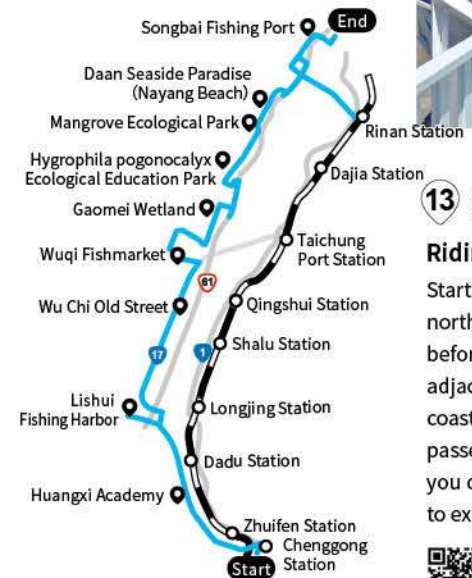 Songbai Fishing Port
End
Daan Seaside Paradise
(Nayang Beach)
Mangrove Ecological Park
Rinan Station
Hygrophila pogonocalyx
Ecological Education Park
Dajia Station
Gaomei Wetland
Taichung
Port Station
Wuqi Fishmarket
61
Qingshui Station
Wu Chi Old Street
17
1
Shalu Station
Lishui
Fishing Harbor
Longjing Station
Dadu Station
Huangxi Academy
Zhuifen Station
Chenggong
Station
Start
13
Start
north
before
adjac
coast
passe
you
to ex